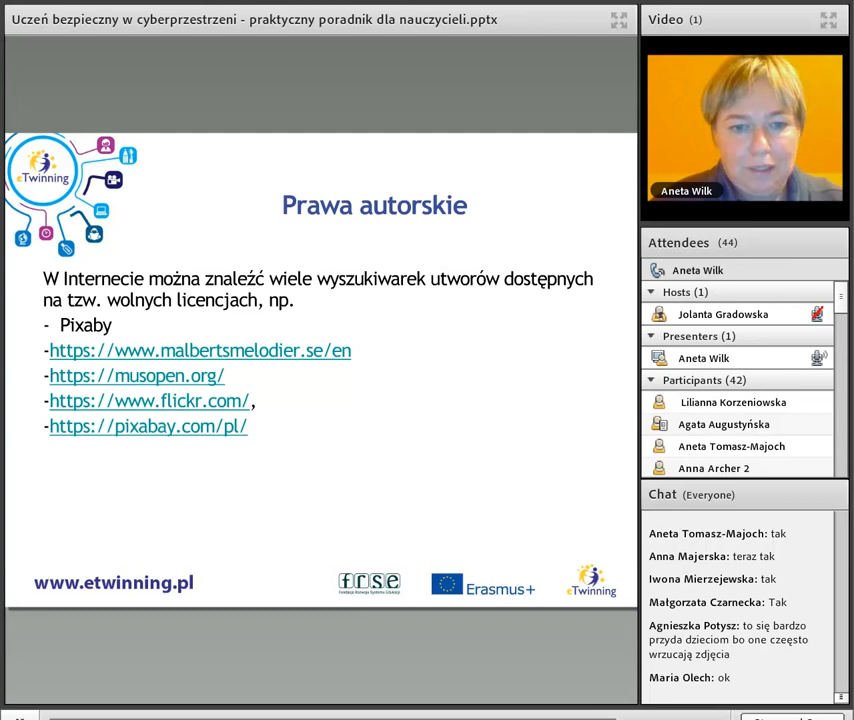 Uczeń bezpieczny w cyberprzestrzeni - praktyczny poradnik dla nauczycieli.pptx
eTwinning
Prawa autorskie
W Internecie można znaleźć wiele wyszukiwarek utworów dostępnych
na tzw. wolnych licencjach, np.
- Pixaby
-https://www.malbertsmelodier.se/en
-https://musopen.org/
-https://www.flickr.com/,
-https://pixabay.com/pl/
www.etwinning.pl
frse
Fundacja Rozwoju Systemu Edukacji
Erasmus+
eTwinning
Video (1)
Aneta Wilk
Attendees (44)
Aneta Wilk
Hosts (1)
Jolanta Gradowska
Presenters (1)
Aneta Wilk
Participants (42)
Lilianna Korzeniowska
Agata Augustyńska
Aneta Tomasz-Majoch
Anna Archer 2
Chat (Everyone)
Aneta Tomasz-Majoch: tak
Anna Majerska: teraz tak
Iwona Mierzejewska: tak
Małgorzata Czarnecka: Tak
Agnieszka Potysz: to się bardzo
przyda dzieciom bo one częęsto
wrzucają zdjęcia
Maria Olech: ok